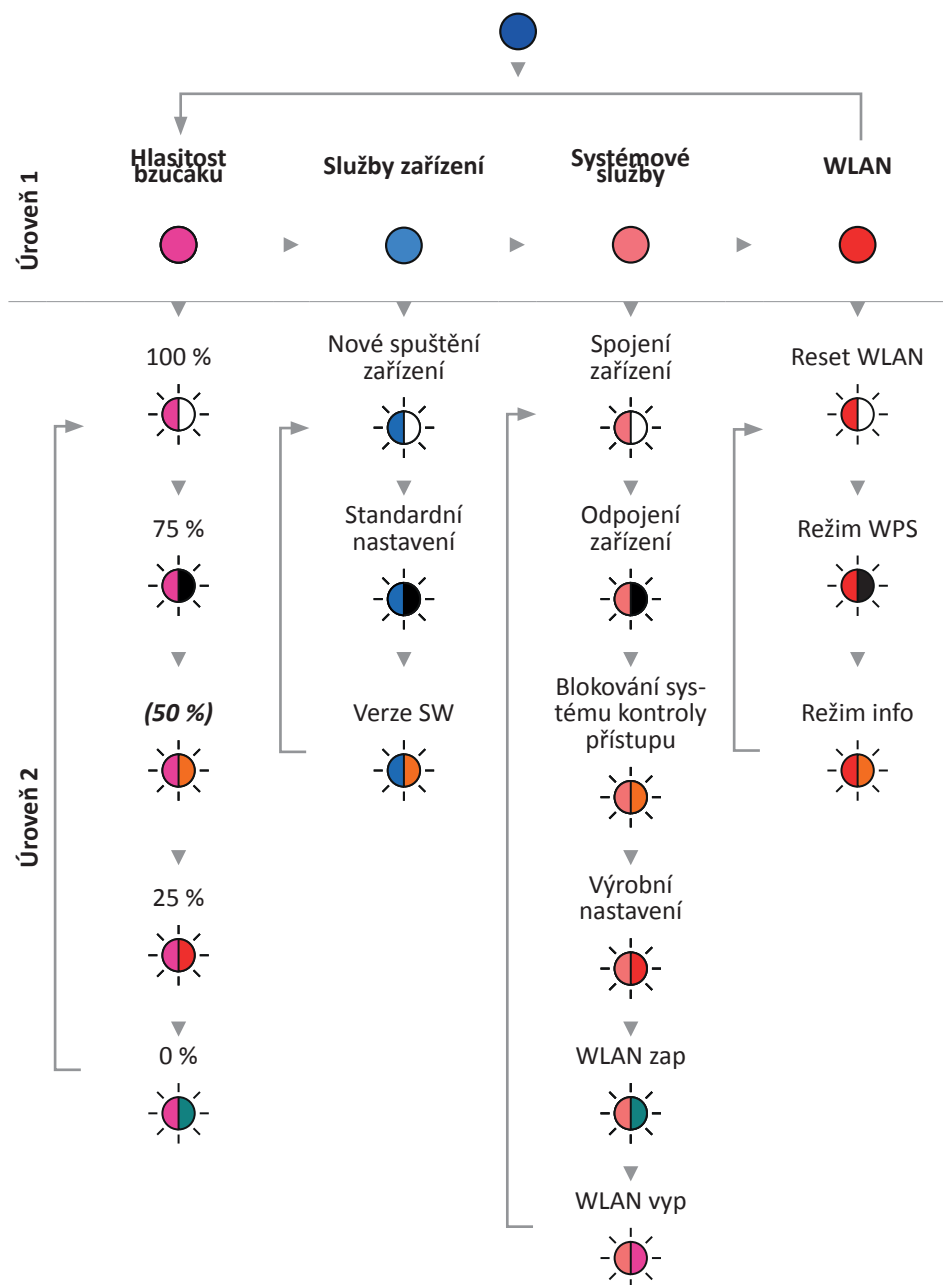 Úroveň 1
Hlasitost
bzučáku
Služby zařízení
Systémové
služby
WLAN
Úroveň 2
100 %
75 %
(50 %)
25 %
0 %
Nové spuštění
zařízení
Standardní
nastavení
Verze SW
Spojení
zařízení
Odpojení
zařízení
Blokování sys-
tému kontroly
přístupu
Výrobní
nastavení
WLAN zap
WLAN vyp
Reset WLAN
Režim WPS
Režim info